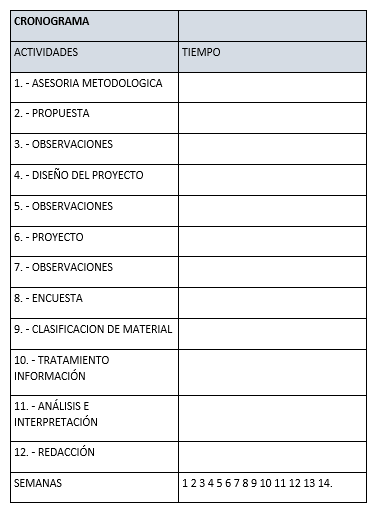 CRONOGRAMA
ACTIVIDADES TIEMPO
1. - ASESORIA METODOLOGICA
2. - PROPUESTA
3. - OBSERVACIONES
4. - DISEÑO DEL PROYECTO
5. - OBSERVACIONES
6. - PROYECTO
7. - OBSERVACIONES
8. - ENCUESTA
9. - CLASIFICACION DE MATERIAL
10. - TRATAMIENTO
INFORMACIÓN
11. - ANÁLISIS E
INTERPRETACIÓN
12. - REDACCIÓN
SEMANAS 1 2 3 4 5 6 7 8 9 10 11 12 13 14.